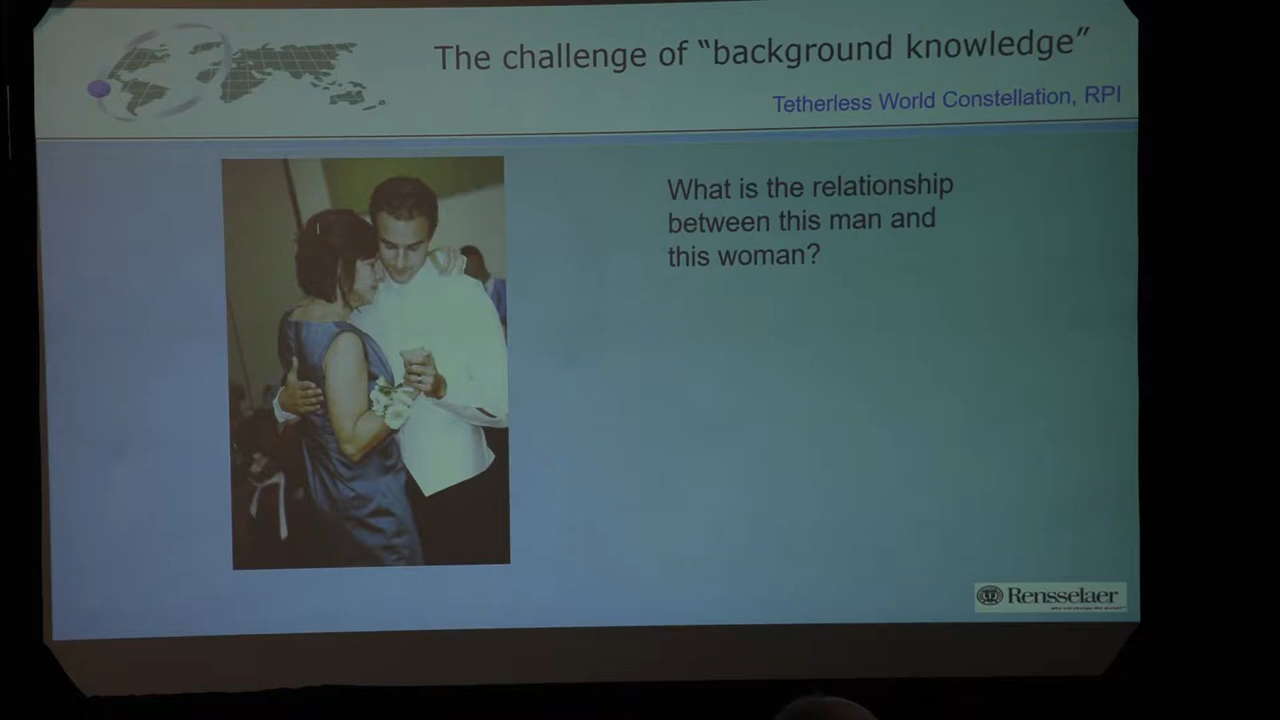 The challenge of “background knowledge”
Tetherless World Constellation, RPI
What is the relationship
between this man and
this woman?
Rensselaer